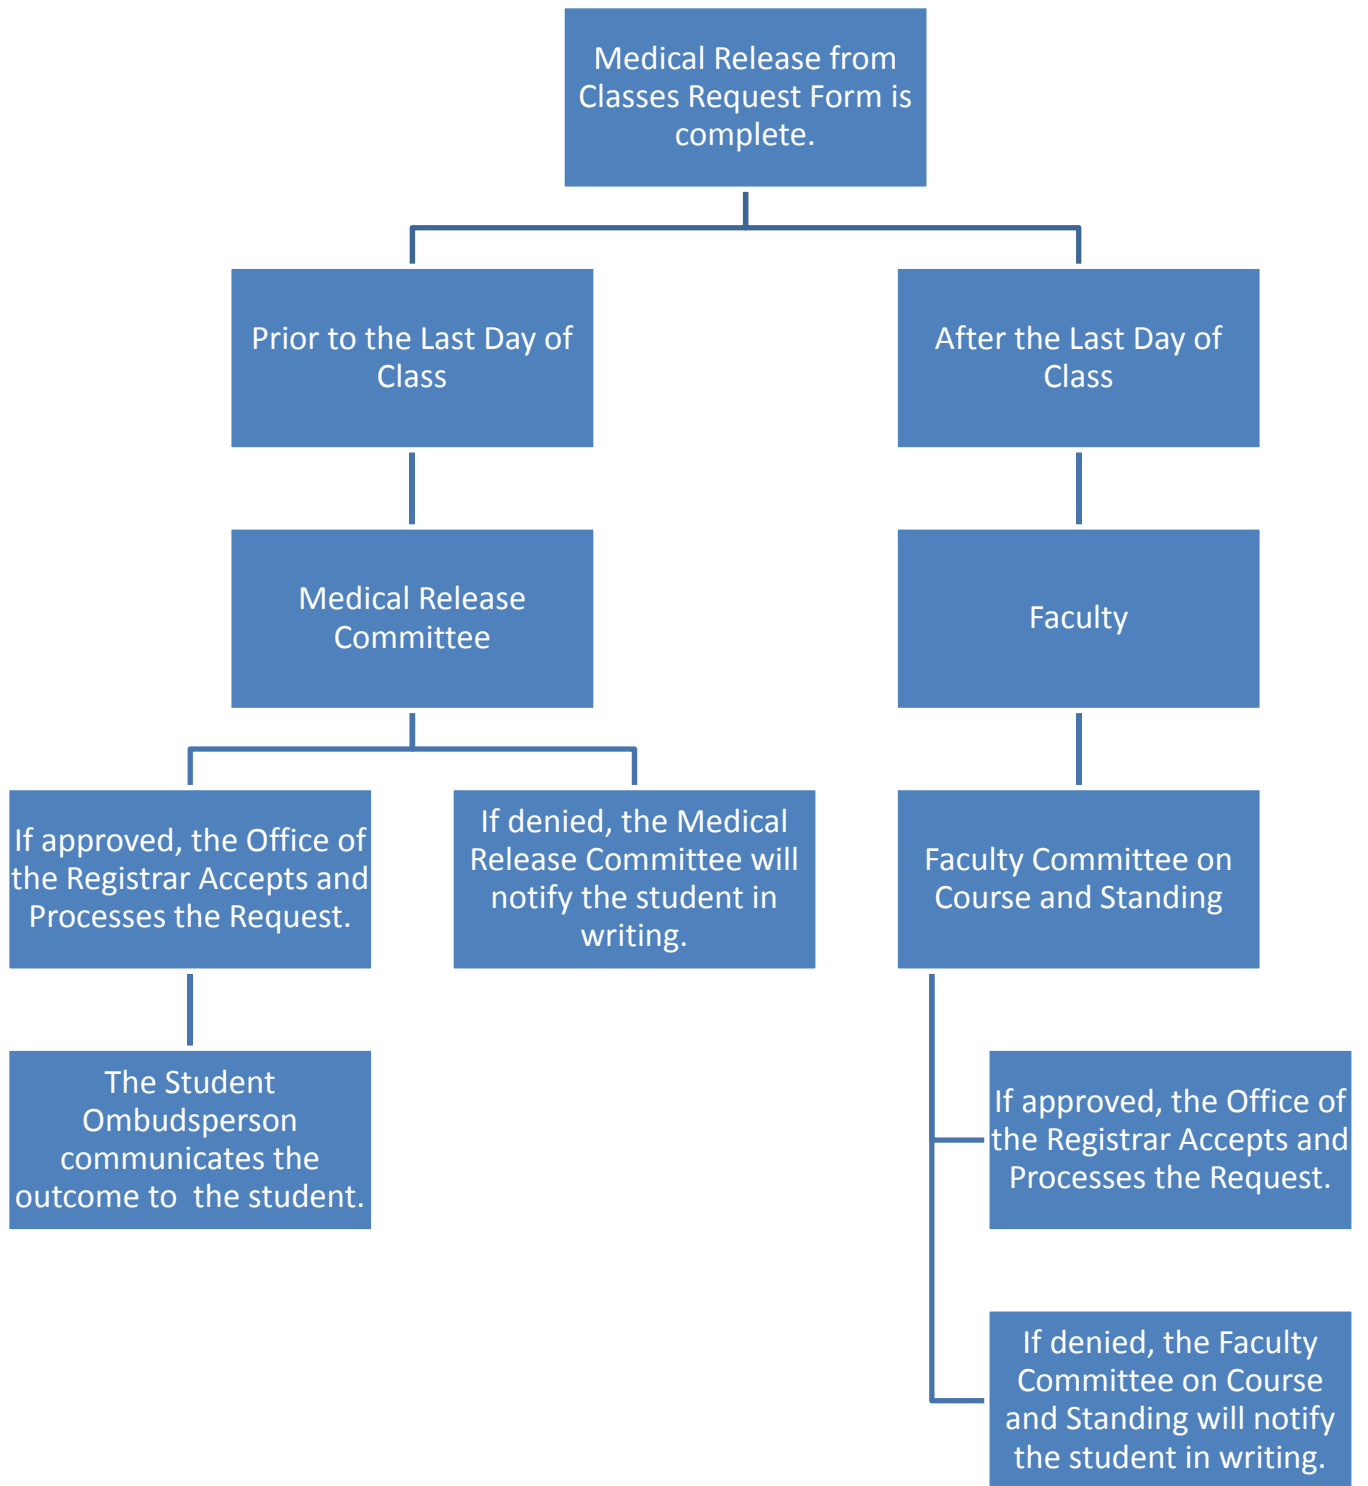 Medical Release from
Classes Request Form is
complete.
Prior to the Last Day of
Class
After the Last Day of
Class
Medical Release
Committee
Faculty
If approved, the Office of
the Registrar Accepts and
Processes the Request.
If denied, the Medical
Release Committee will
notify the student in
writing.
Faculty Committee on
Course and Standing
The Student
Ombudsperson
communicates the
outcome to  the student.
If approved, the Office of
the Registrar Accepts and
Processes the Request.
If denied, the Faculty
Committee on Course
and Standing will notify
the student in writing.